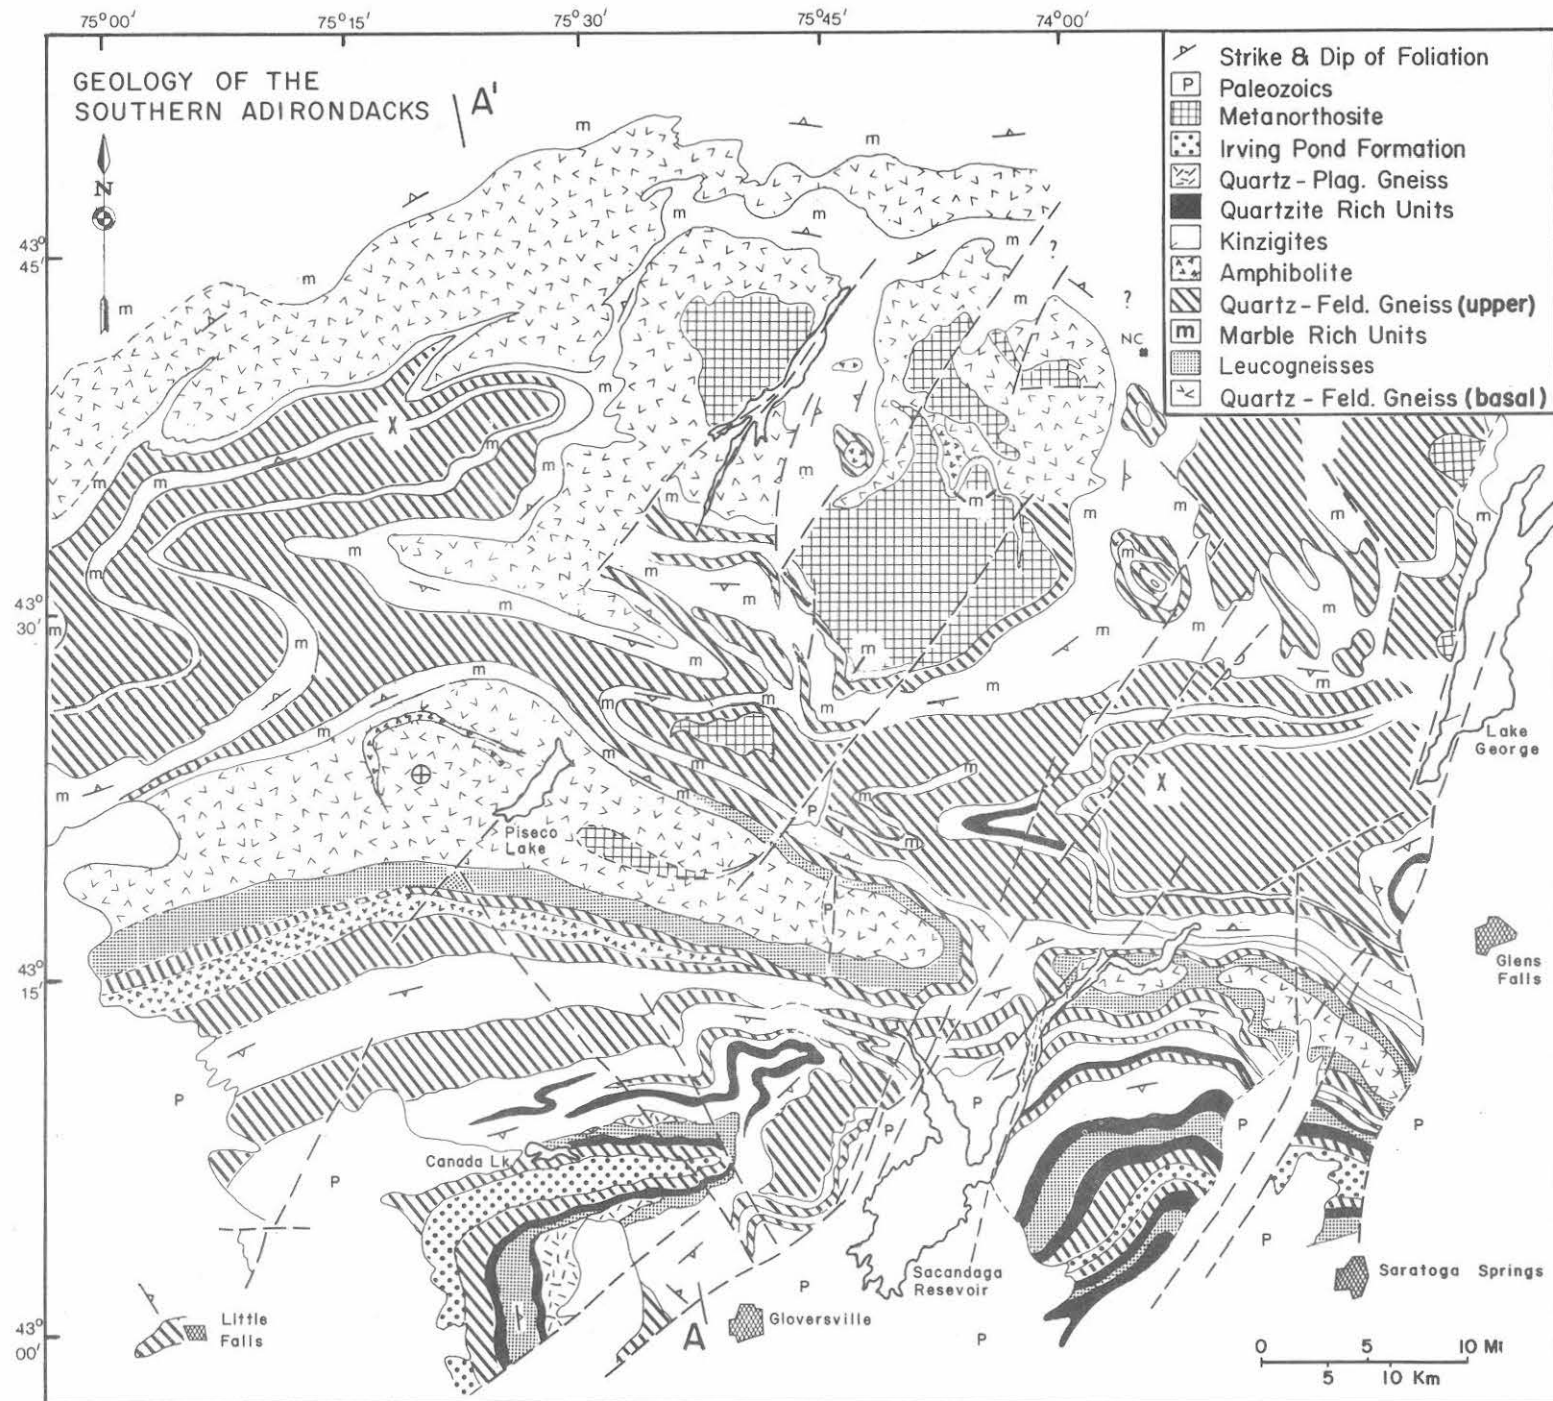 75°00' 75°15' 75°30' 75°45' 74°00'
GEOLOGY OF THE
SOUTHERN ADIRONDACKS
A'
N
43°
45'
43°
30'
43°
15'
43°
00'
Strike & Dip of Foliation
P Paleozoics
Metanorthosite
Irving Pond Formation
Quartz-Plag. Gneiss
Quartzite Rich Units
Kinzigites
Amphibolite
Quartz-Feld. Gneiss (upper)
m Marble Rich Units
Leucogneisses
Quartz-Feld. Gneiss (basal)
m m
m m m
m ?
m
m m ?
NC
m
m m m m
m
m m m m m
m m m m
m m
m m m
m m m m
m m m m
m m
m m
Lake
George
m m m m
P
Piseco
Lake
m
P
Glens
Falls
P P P P
Canada Lk.
P P
P
Sacandaga
Resevoir
P
P
Saratoga Springs
Little
Falls
A
Gloversville
P
0 5 10 MI
5 10 Km